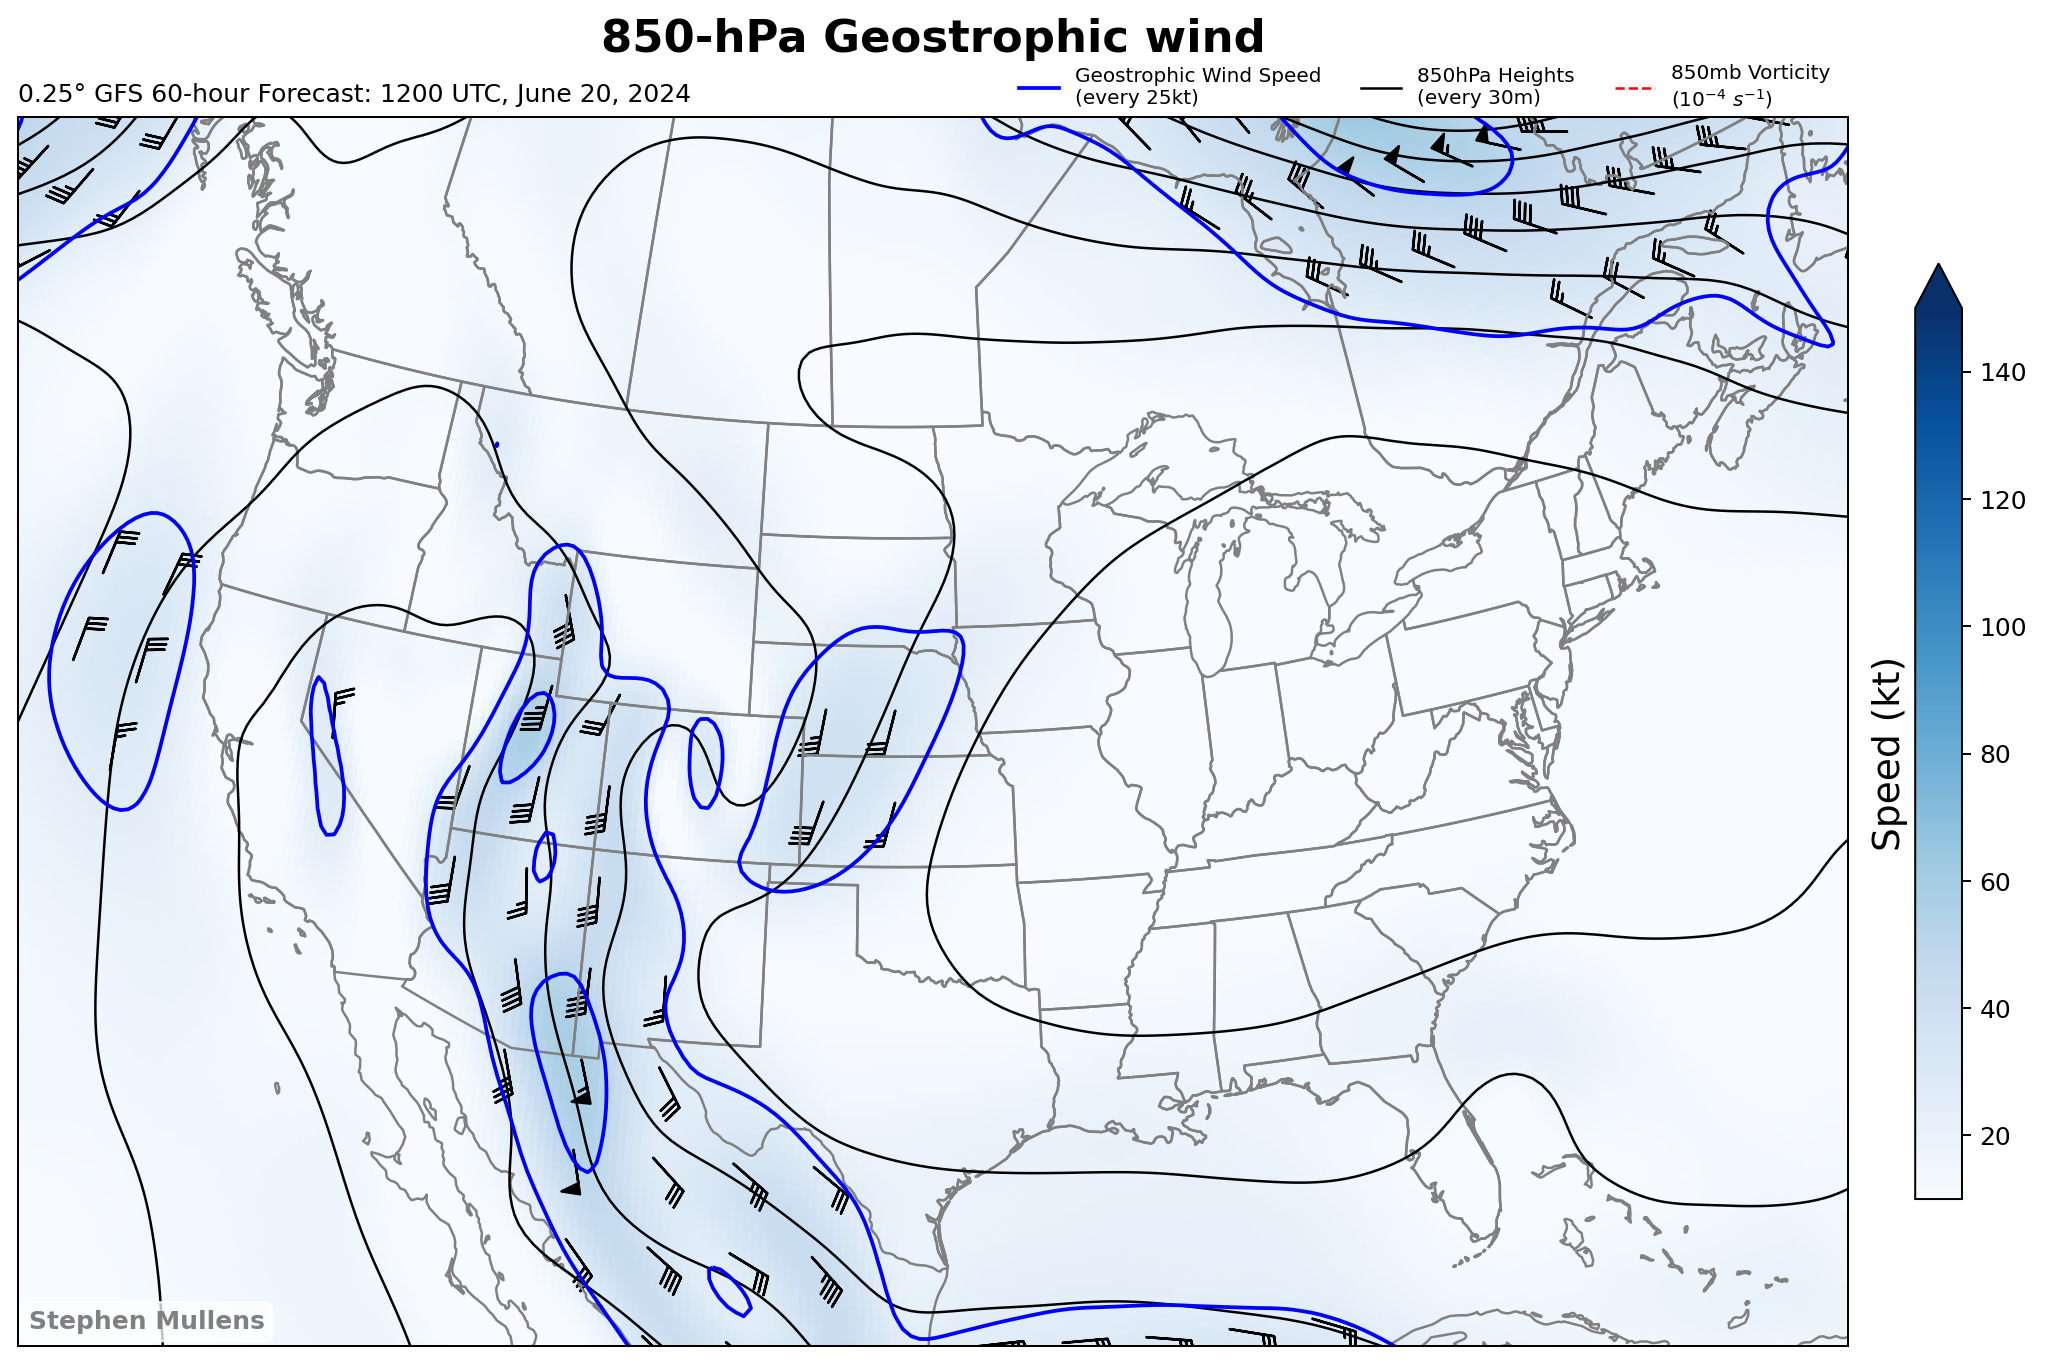 850-hPa Geostrophic wind
0.25° GFS 60-hour Forecast: 1200 UTC, June 20, 2024
Geostrophic Wind Speed
(every 25kt)
850hPa Heights
(every 30m)
850mb Vorticity
(10⁻⁴ s⁻¹)
140
120
100
80
60
40
20
Speed (kt)
Stephen Mullens